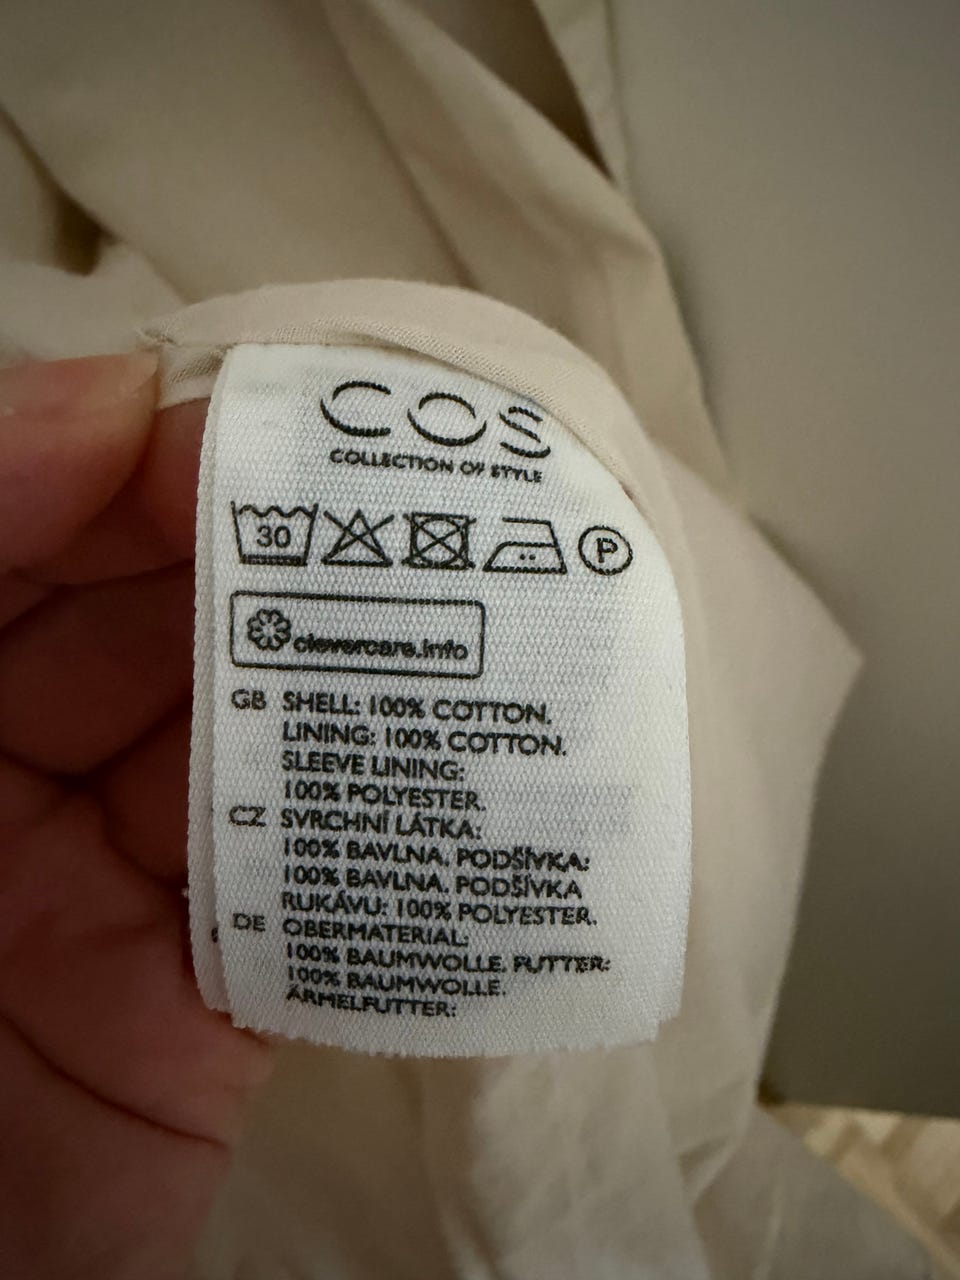 COS
COLLECTION OF STYLE
30
P
clevercare.info
GB SHELL: 100% COTTON.
LINING: 100% COTTON.
SLEEVE LINING:
100% POLYESTER.
CZ SVRCHNÍ LÁTKA:
100% BAVLNA. PODŠÍVKA:
100% BAVLNA. PODŠÍVKA
RUKÁVU: 100% POLYESTER.
DE OBERMATERIAL:
100% BAUMWOLLE. FUTTER:
100% BAUMWOLLE.
ÄRMELFUTTER: